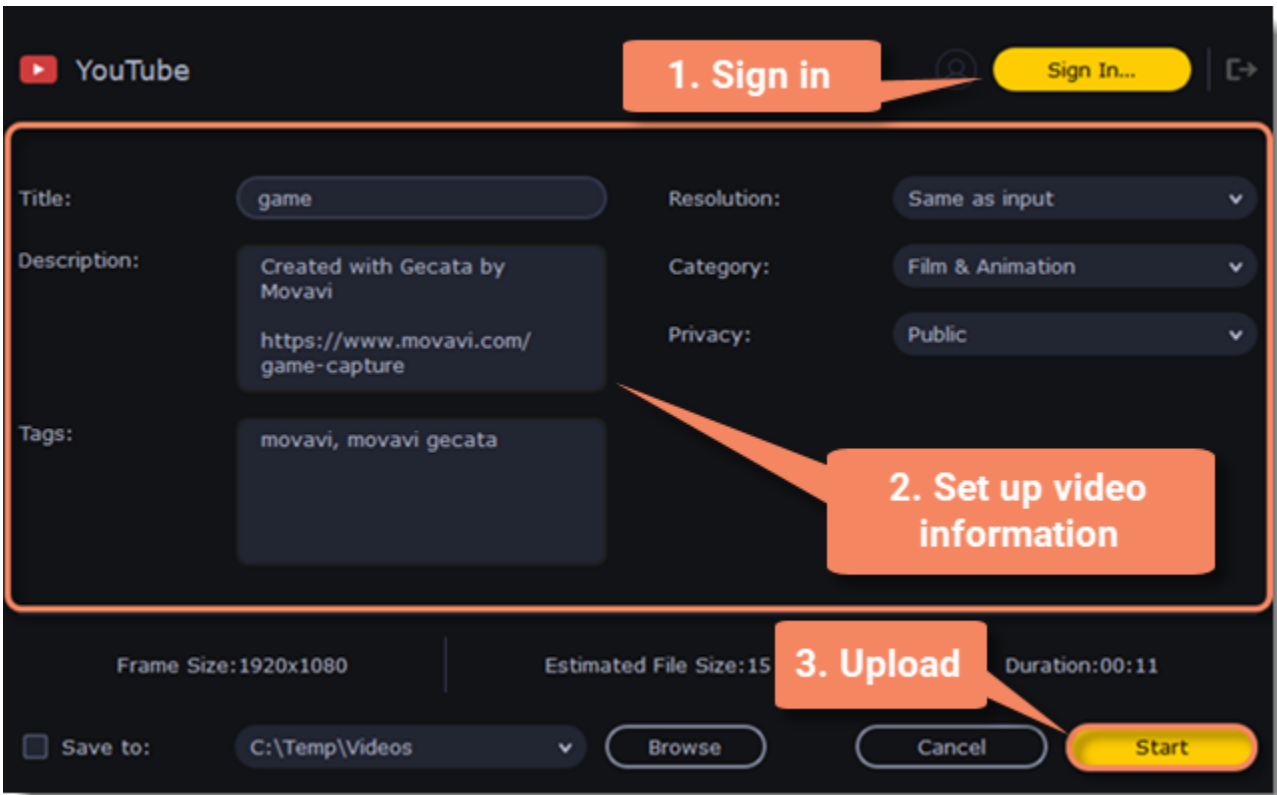 YouTube
1. Sign in
Sign In...
Title:
game
Resolution:
Same as input
Description:
Created with Gecata by
Movavi
https://www.movavi.com/
game-capture
Category:
Film & Animation
Privacy:
Public
Tags:
movavi, movavi gecata
2. Set up video
information
Frame Size:1920x1080
Estimated File Size:15
3. Upload
Duration:00:11
Save to:
C:\Temp\Videos
Browse
Cancel
Start